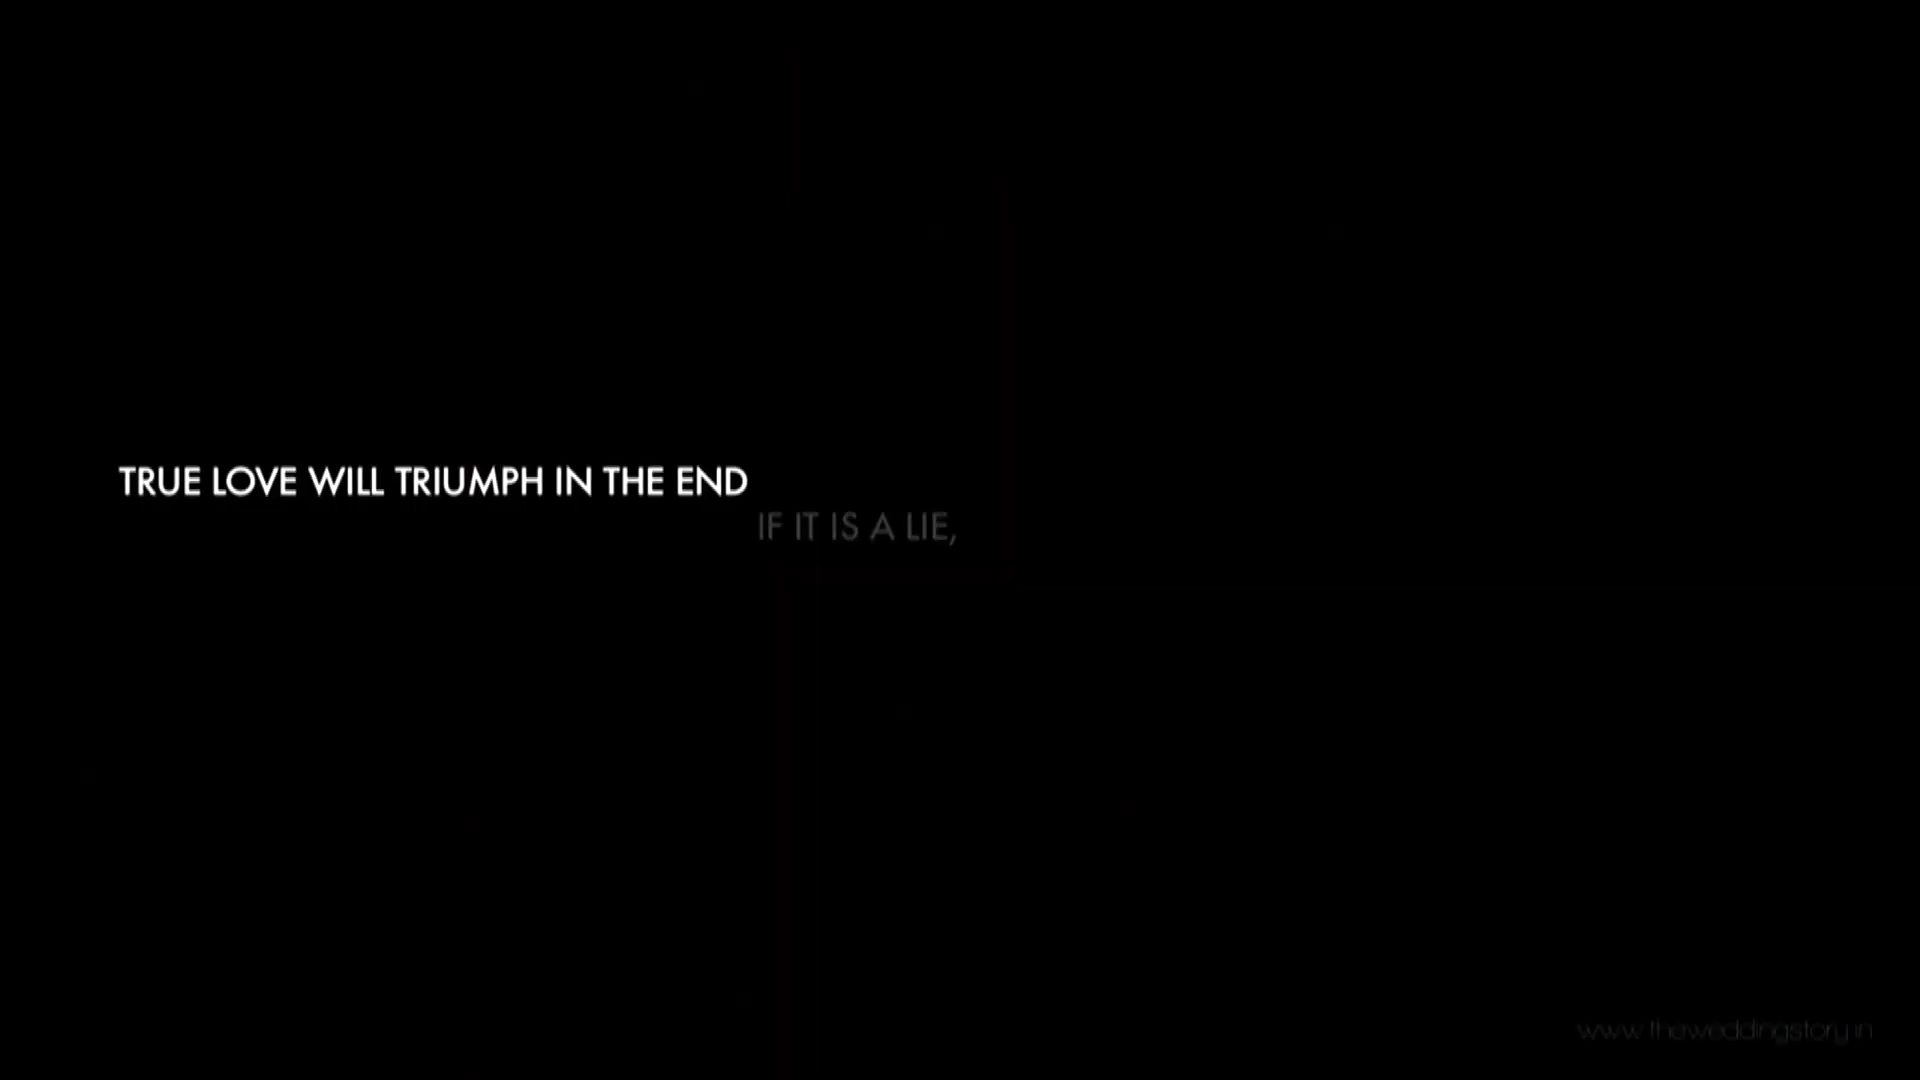 TRUE LOVE WILL TRIUMPH IN THE END
IF IT IS A LIE,
www.theweddingstory.in